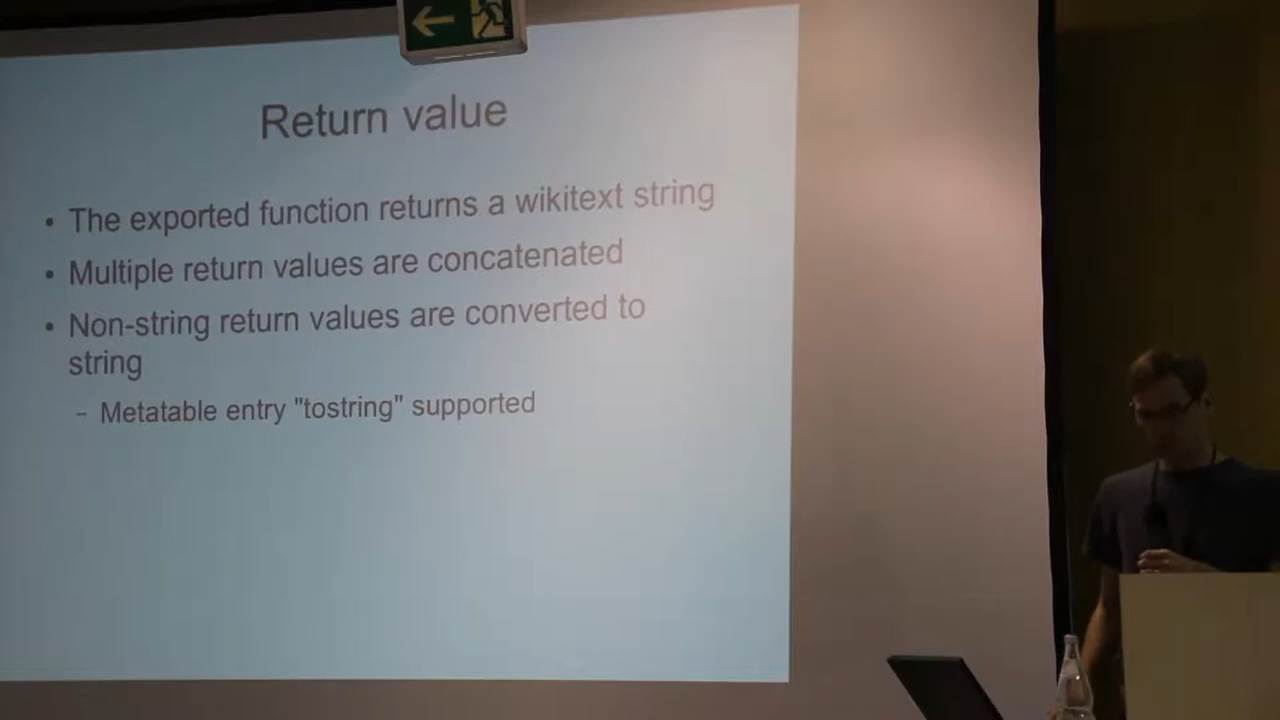 Return value
• The exported function returns a wikitext string
• Multiple return values are concatenated
• Non-string return values are converted to
string
– Metatable entry "tostring" supported